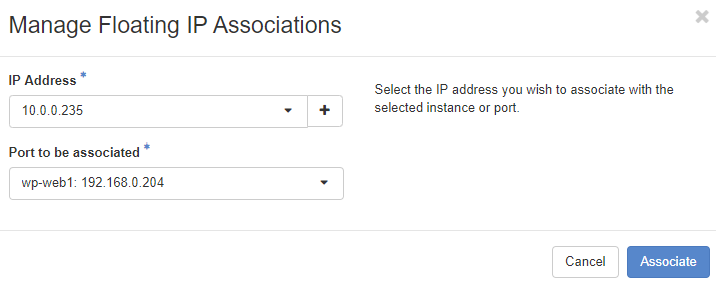 Manage Floating IP Associations
IP Address *
10.0.0.235
Select the IP address you wish to associate with the
selected instance or port.
Port to be associated *
wp-web1: 192.168.0.204
Cancel
Associate